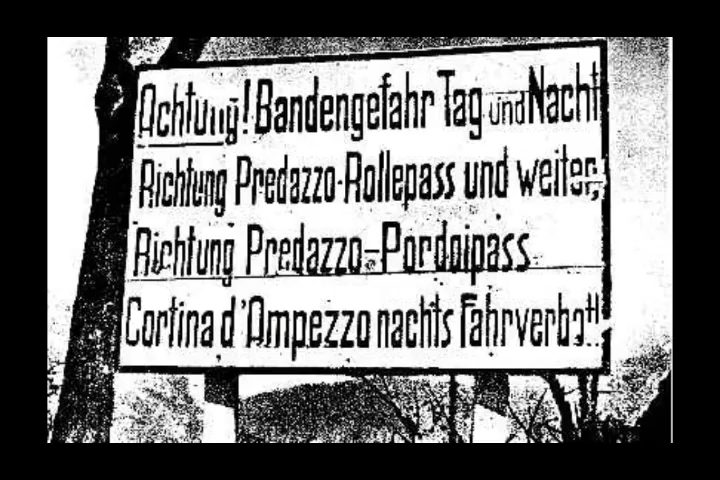 Achtung! Bandengefahr Tag und Nacht
Richtung Predazzo-Rollepass und weiter,
Richtung Predazzo-Pordoipass
Cortina d'Ampezzo nachts Fahrverbot!